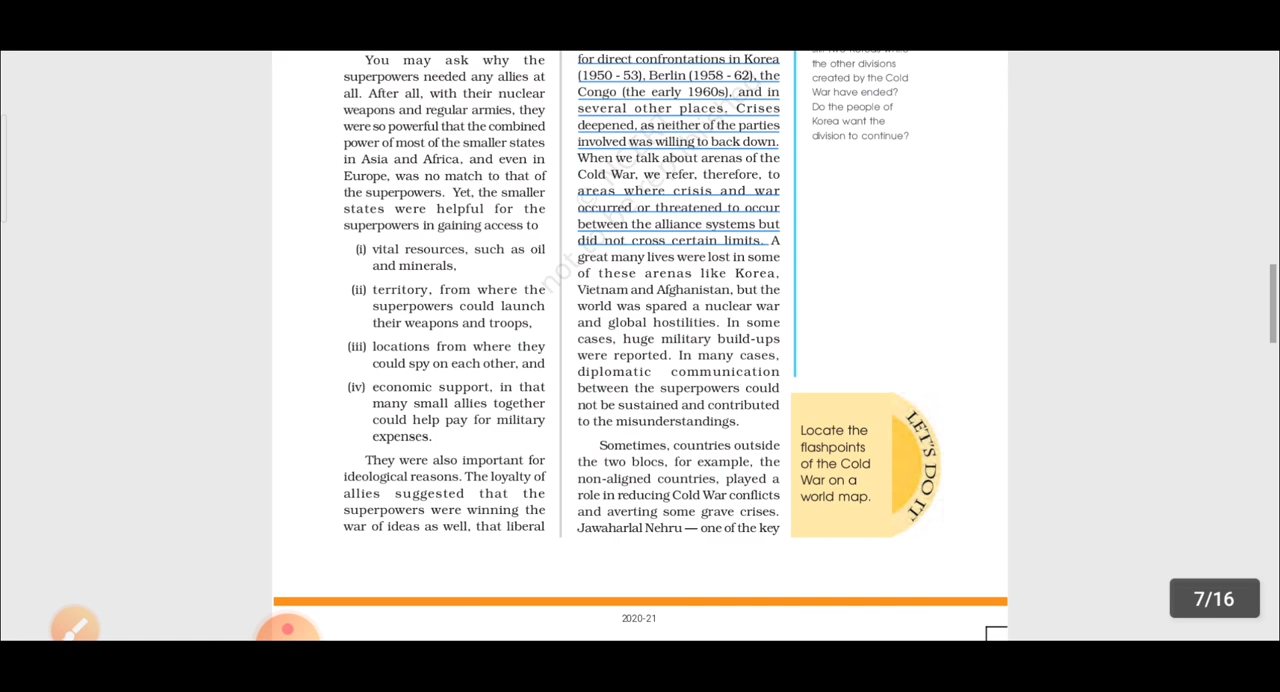 You may ask why the
superpowers needed any allies at
all. After all, with their nuclear
weapons and regular armies, they
were so powerful that the combined
power of most of the smaller states
in Asia and Africa, and even in
Europe, was no match to that of
the superpowers. Yet, the smaller
states were helpful for the
superpowers in gaining access to
(i) vital resources, such as oil
and minerals,
(ii) territory, from where the
superpowers could launch
their weapons and troops,
(iii) locations from where they
could spy on each other, and
(iv) economic support, in that
many small allies together
could help pay for military
expenses.
They were also important for
ideological reasons. The loyalty of
allies suggested that the
superpowers were winning the
war of ideas as well, that liberal
for direct confrontations in Korea
(1950 - 53), Berlin (1958 - 62), the
Congo (the early 1960s), and in
several other places. Crises
deepened, as neither of the parties
involved was willing to back down.
When we talk about arenas of the
Cold War, we refer, therefore, to
areas where crisis and war
occurred or threatened to occur
between the alliance systems but
did not cross certain limits. A
great many lives were lost in some
of these arenas like Korea,
Vietnam and Afghanistan, but the
world was spared a nuclear war
and global hostilities. In some
cases, huge military build-ups
were reported. In many cases,
diplomatic communication
between the superpowers could
not be sustained and contributed
to the misunderstandings.
Sometimes, countries outside
the two blocs, for example, the
non-aligned countries, played a
role in reducing Cold War conflicts
and averting some grave crises.
Jawaharlal Nehru — one of the key
the other divisions
created by the Cold
War have ended?
Do the people of
Korea want the
division to continue?
Locate the
flashpoints
of the Cold
War on a
world map.
LET'S DO IT
7/16
2020-21